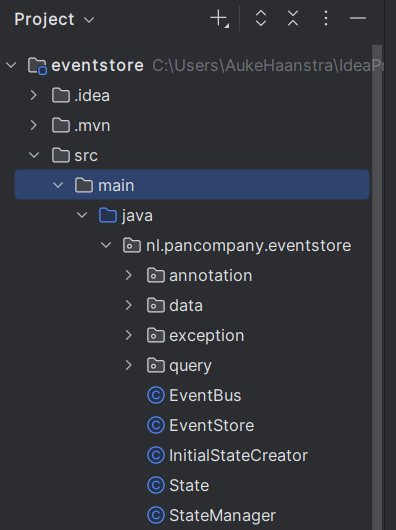 Project
eventstore C:\Users\AukeHaanstra\IdeaPr
.idea
.mvn
src
main
java
nl.pancompany.eventstore
annotation
data
exception
query
C EventBus
C EventStore
C InitialStateCreator
C State
C StateManager